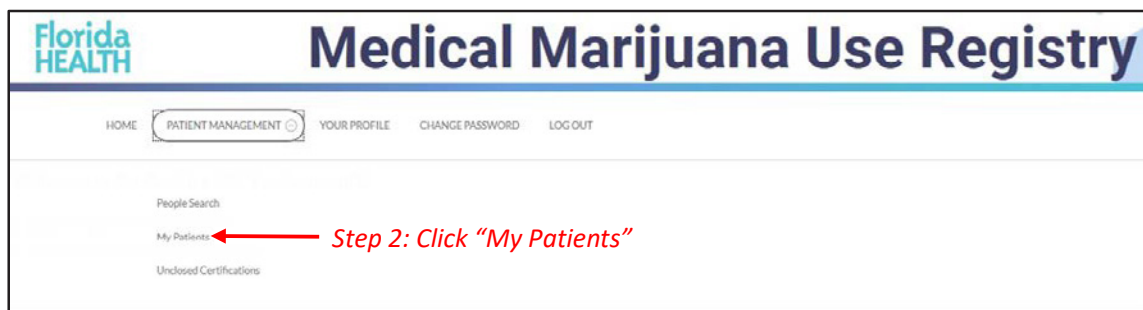 Florida
HEALTH
Medical Marijuana Use Registry
HOME PATIENT MANAGEMENT YOUR PROFILE CHANGE PASSWORD LOG OUT
People Search
My Patients Step 2: Click “My Patients”
Unclosed Certifications